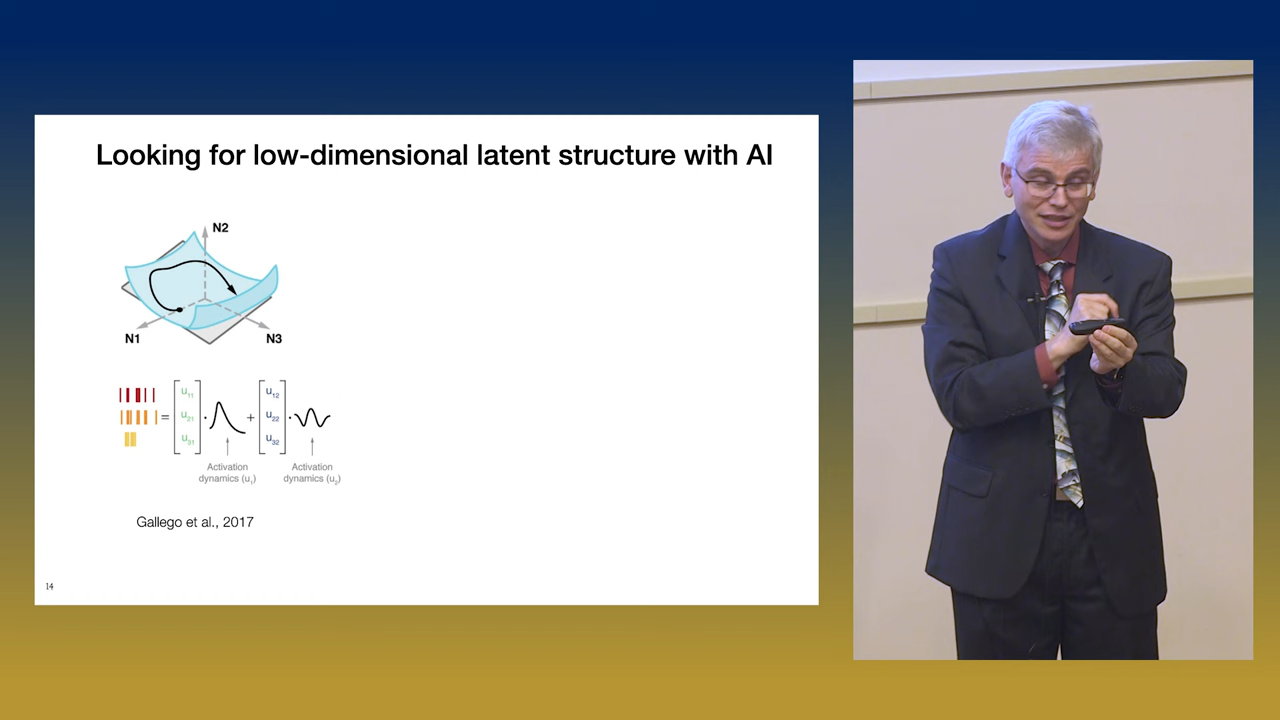 Looking for low-dimensional latent structure with AI
N2
N1
N3
u11 u12
= u21 · + u22 ·
u31 u32
Activation
dynamics (u1)
Activation
dynamics (u2)
Gallego et al., 2017
14